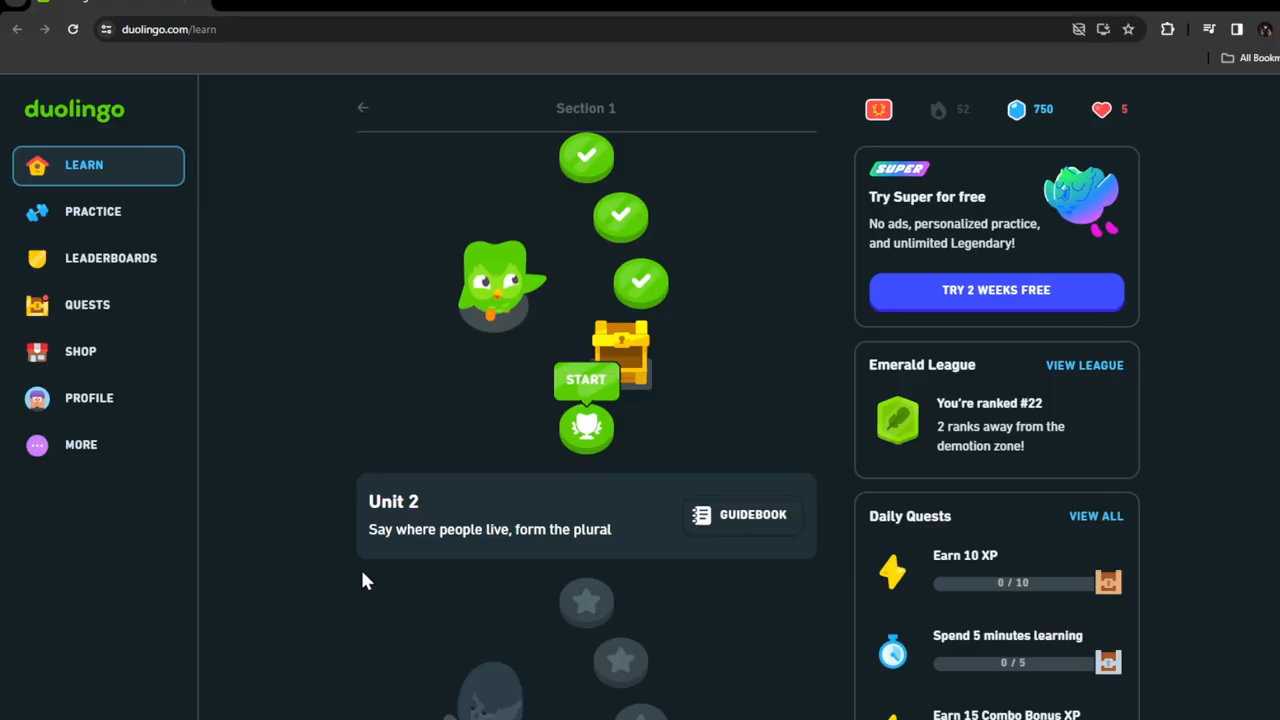 duolingo.com/learn
All Bookm
duolingo
LEARN
PRACTICE
LEADERBOARDS
QUESTS
SHOP
PROFILE
MORE
Section 1
START
Unit 2
Say where people live, form the plural
GUIDEBOOK
52
750
5
SUPER
Try Super for free
No ads, personalized practice,
and unlimited Legendary!
TRY 2 WEEKS FREE
Emerald League
VIEW LEAGUE
You're ranked #22
2 ranks away from the
demotion zone!
Daily Quests
VIEW ALL
Earn 10 XP
0 / 10
Spend 5 minutes learning
0 / 5
Earn 15 Combo Bonus XP